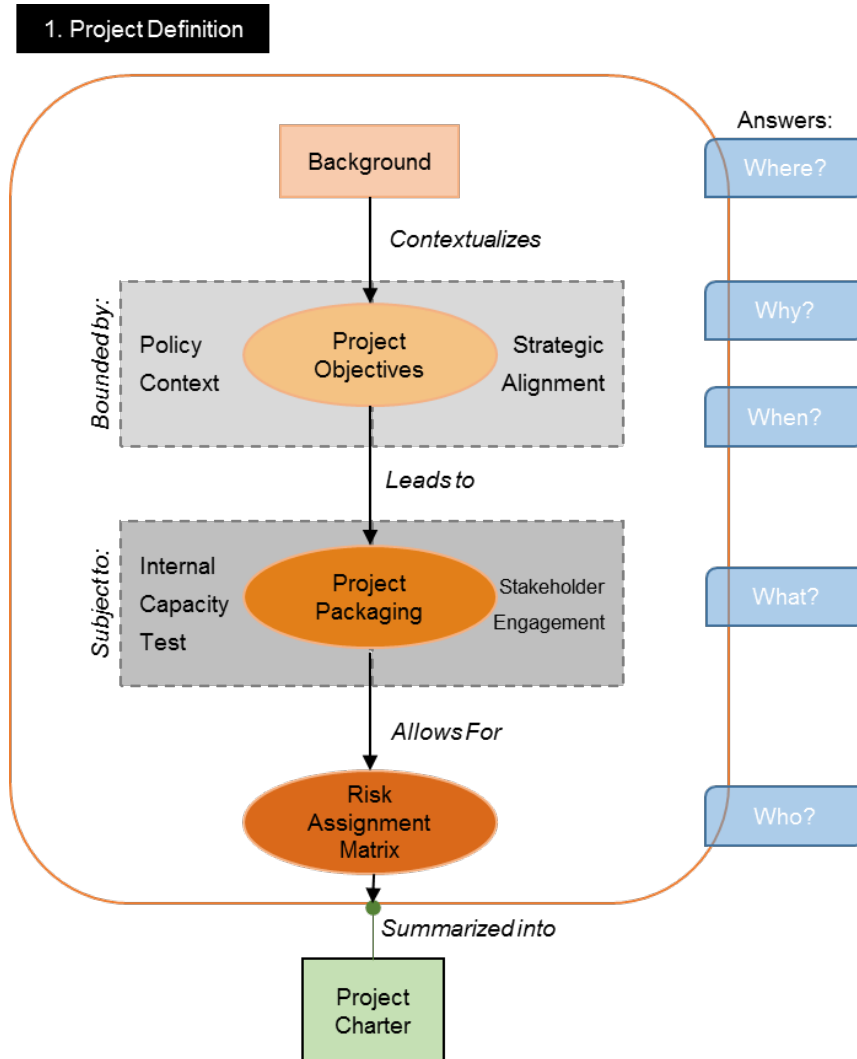 1. Project Definition
Answers:
Background
Where?
Contextualizes
Bounded by:
Policy
Context
Project
Objectives
Strategic
Alignment
Why?
When?
Leads to
Subject to:
Internal
Capacity
Test
Project
Packaging
Stakeholder
Engagement
What?
Allows For
Risk
Assignment
Matrix
Who?
Summarized into
Project
Charter